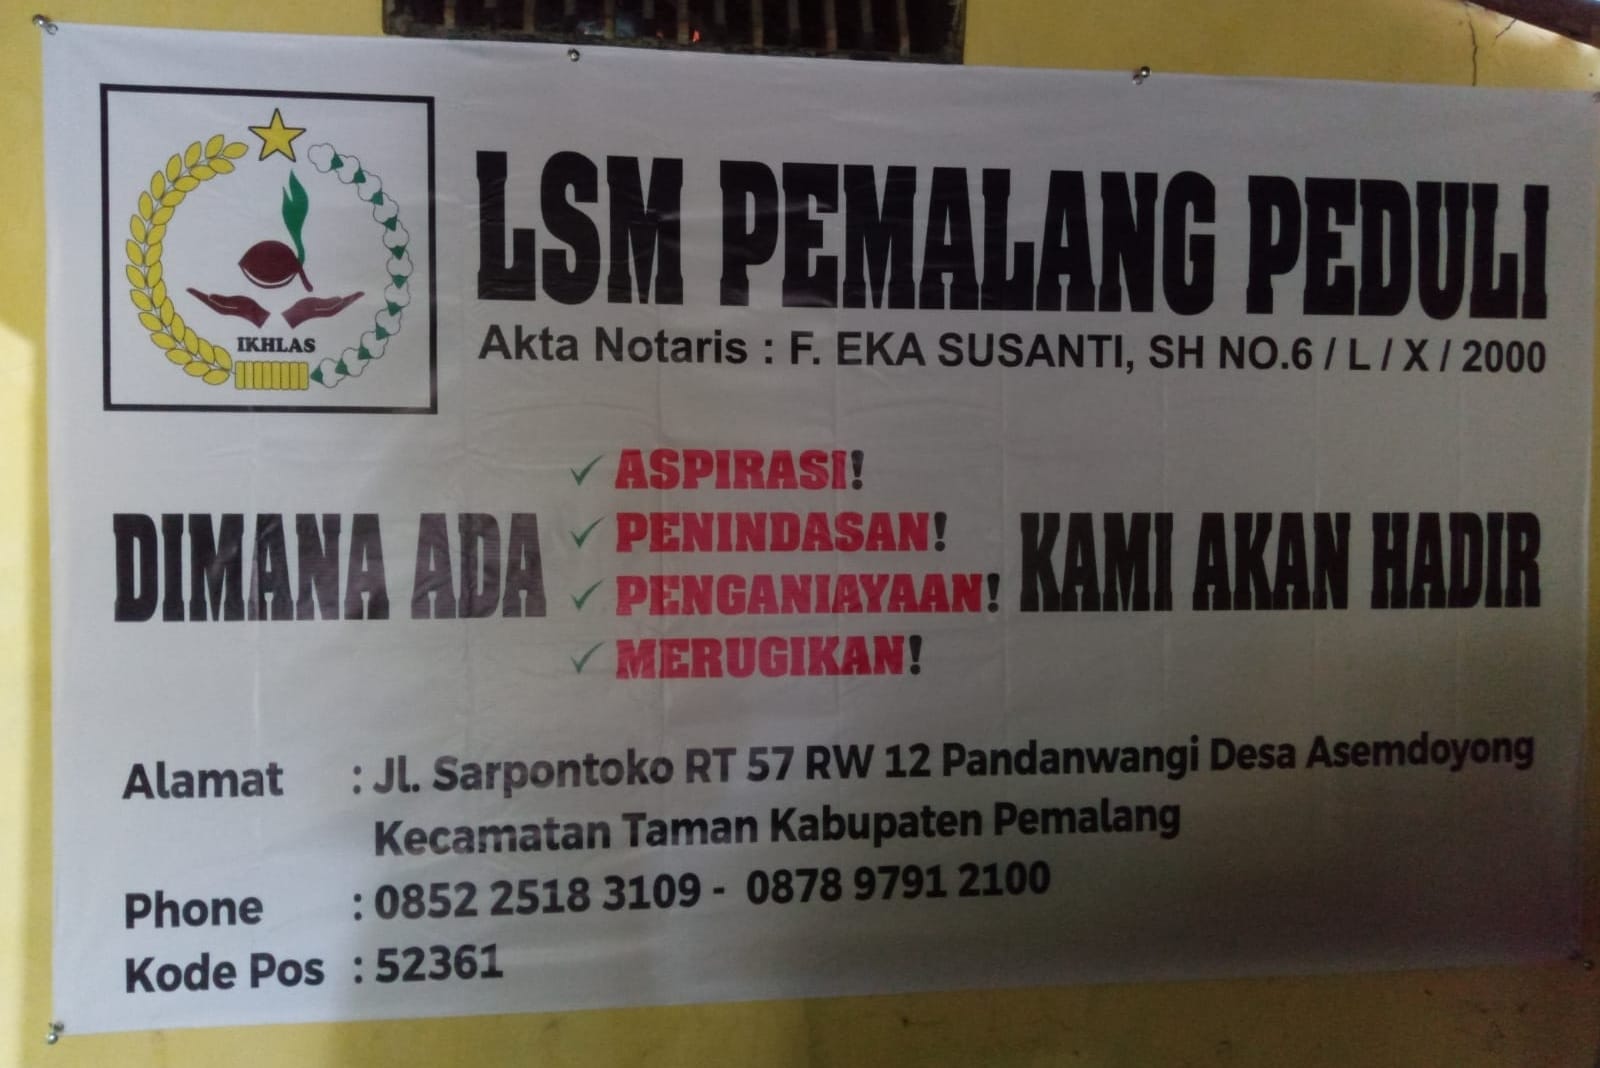 IKHLAS
LSM PEMALANG PEDULI
Akta Notaris : F. EKA SUSANTI, SH NO.6 / L / X / 2000
DIMANA ADA
✓ ASPIRASI!
✓ PENINDASAN!
✓ PENGANIAYAAN!
✓ MERUGIKAN!
KAMI AKAN HADIR
Alamat : Jl. Sarpontoko RT 57 RW 12 Pandanwangi Desa Asemdoyong
Kecamatan Taman Kabupaten Pemalang
Phone : 0852 2518 3109 - 0878 9791 2100
Kode Pos : 52361